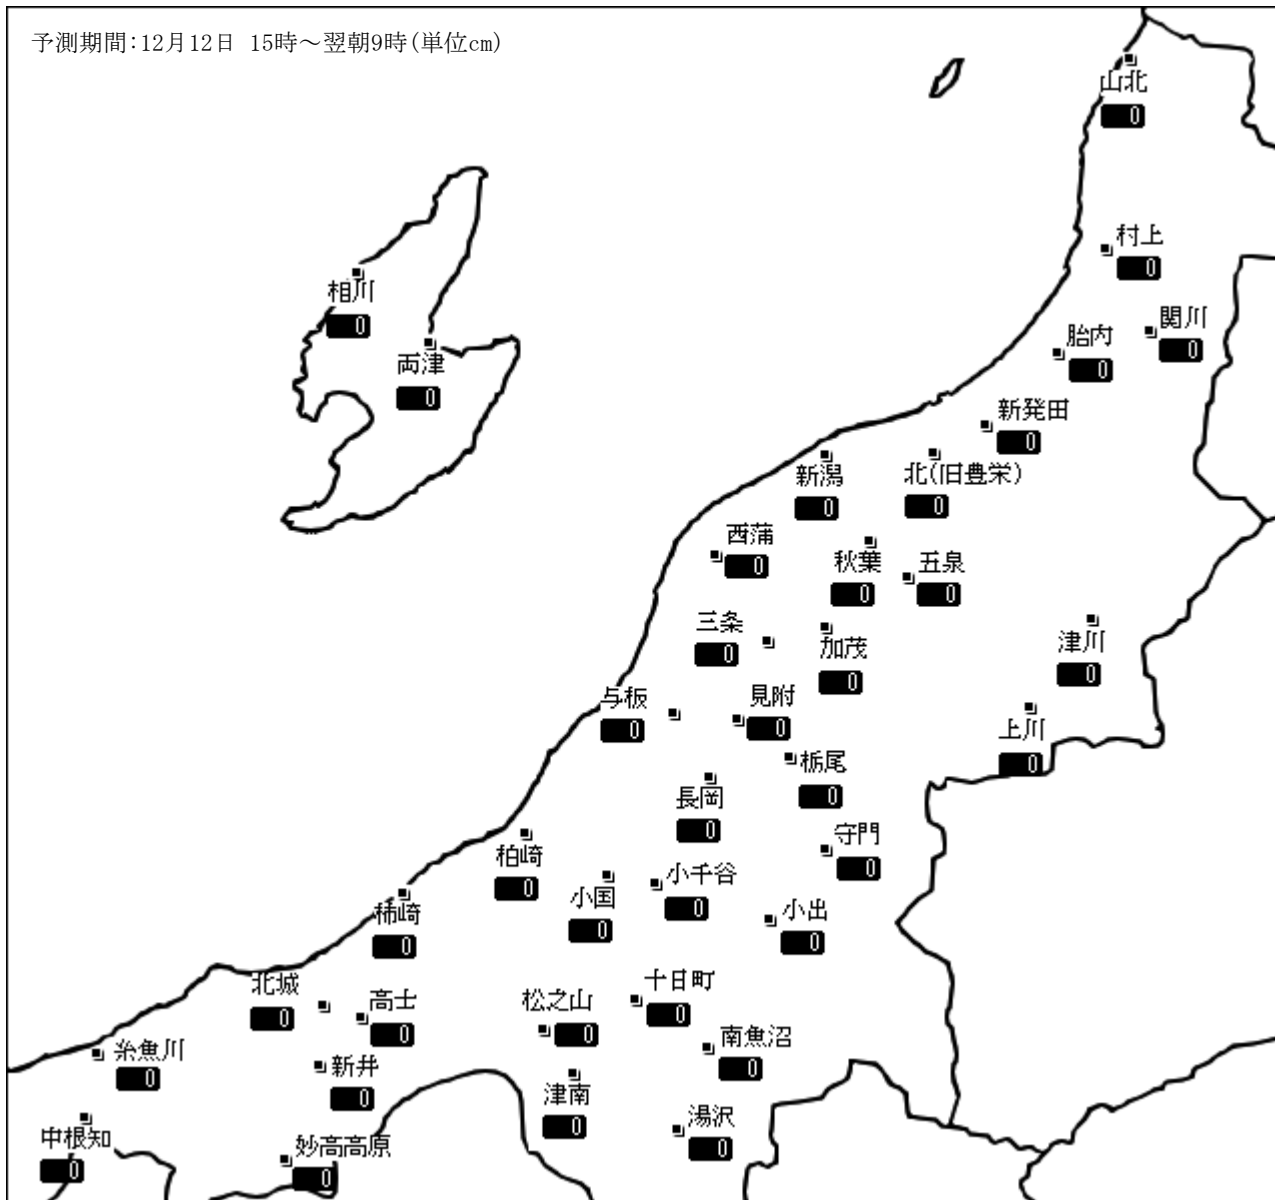 予測期間:12月12日 15時～翌朝9時(単位cm)
山北
0
村上
0
相川
0
関川
0
胎内
0
両津
0
新発田
0
新潟
0
北(旧豊栄)
0
西蒲
0
秋葉
0
五泉
0
三条
0
加茂
0
津川
0
与板
0
見附
0
上川
0
栃尾
0
長岡
0
守門
0
柏崎
0
小千谷
0
小国
0
小出
0
柿崎
0
北城
0
高士
0
松之山
0
十日町
0
南魚沼
0
糸魚川
0
新井
0
津南
0
湯沢
0
中根知
0
妙高高原
0